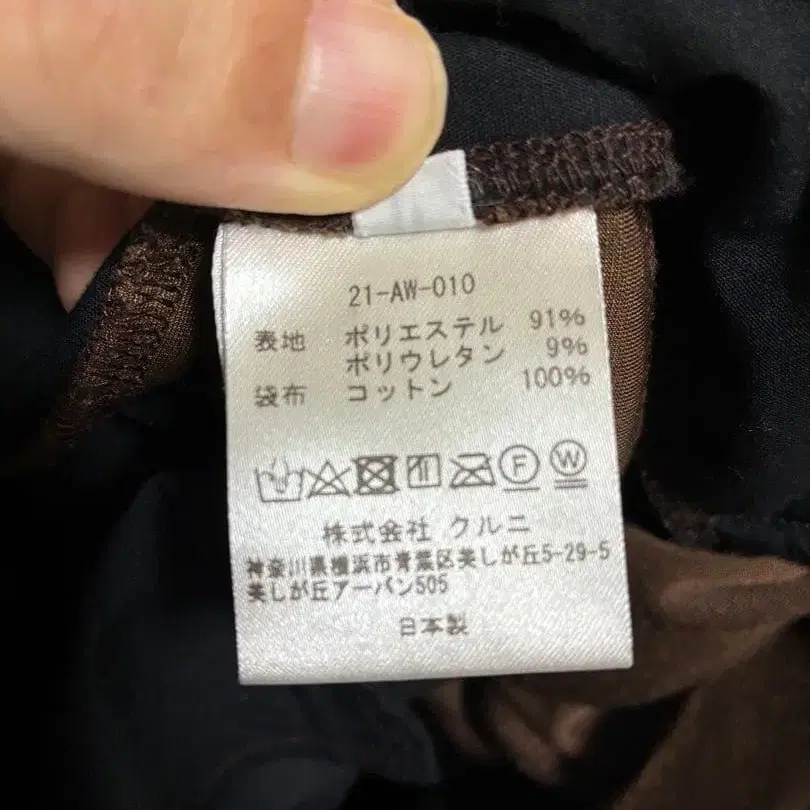 21-AW-010
表地 ポリエステル 91%
ポリウレタン 9%
袋布 コットン 100%
F W
株式会社 クルニ
神奈川県横浜市青葉区美しが丘5-29-5
美しが丘アーバン505
日本製